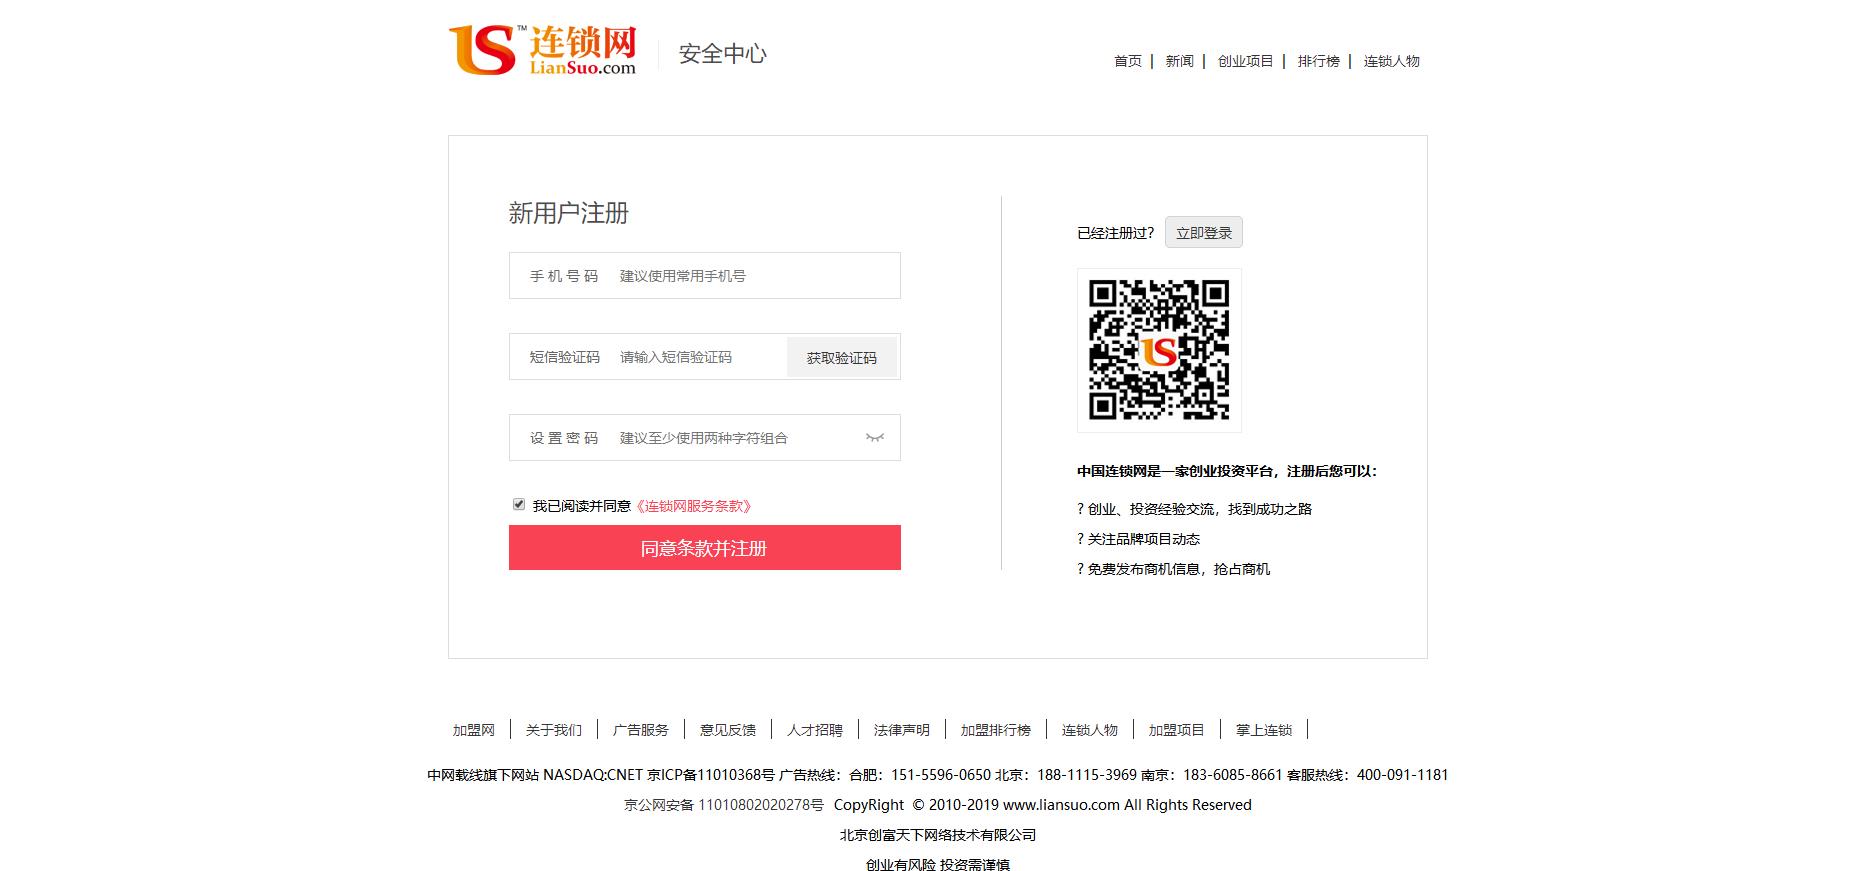 LS™ 连锁网
LianSuo.com
安全中心
首页 | 新闻 | 创业项目 | 排行榜 | 连锁人物
新用户注册
手 机 号 码 建议使用常用手机号
短信验证码 请输入短信验证码 获取验证码
设 置 密 码 建议至少使用两种字符组合
我已阅读并同意《连锁网服务条款》
同意条款并注册
已经注册过? 立即登录
LS
中国连锁网是一家创业投资平台，注册后您可以：
? 创业、投资经验交流，找到成功之路
? 关注品牌项目动态
? 免费发布商机信息，抢占商机
加盟网 | 关于我们 | 广告服务 | 意见反馈 | 人才招聘 | 法律声明 | 加盟排行榜 | 连锁人物 | 加盟项目 | 掌上连锁 |
中网载线旗下网站 NASDAQ:CNET 京ICP备11010368号 广告热线：合肥：151-5596-0650 北京：188-1115-3969 南京：183-6085-8661 客服热线：400-091-1181
京公网安备 11010802020278号 CopyRight © 2010-2019 www.liansuo.com All Rights Reserved
北京创富天下网络技术有限公司
创业有风险 投资需谨慎